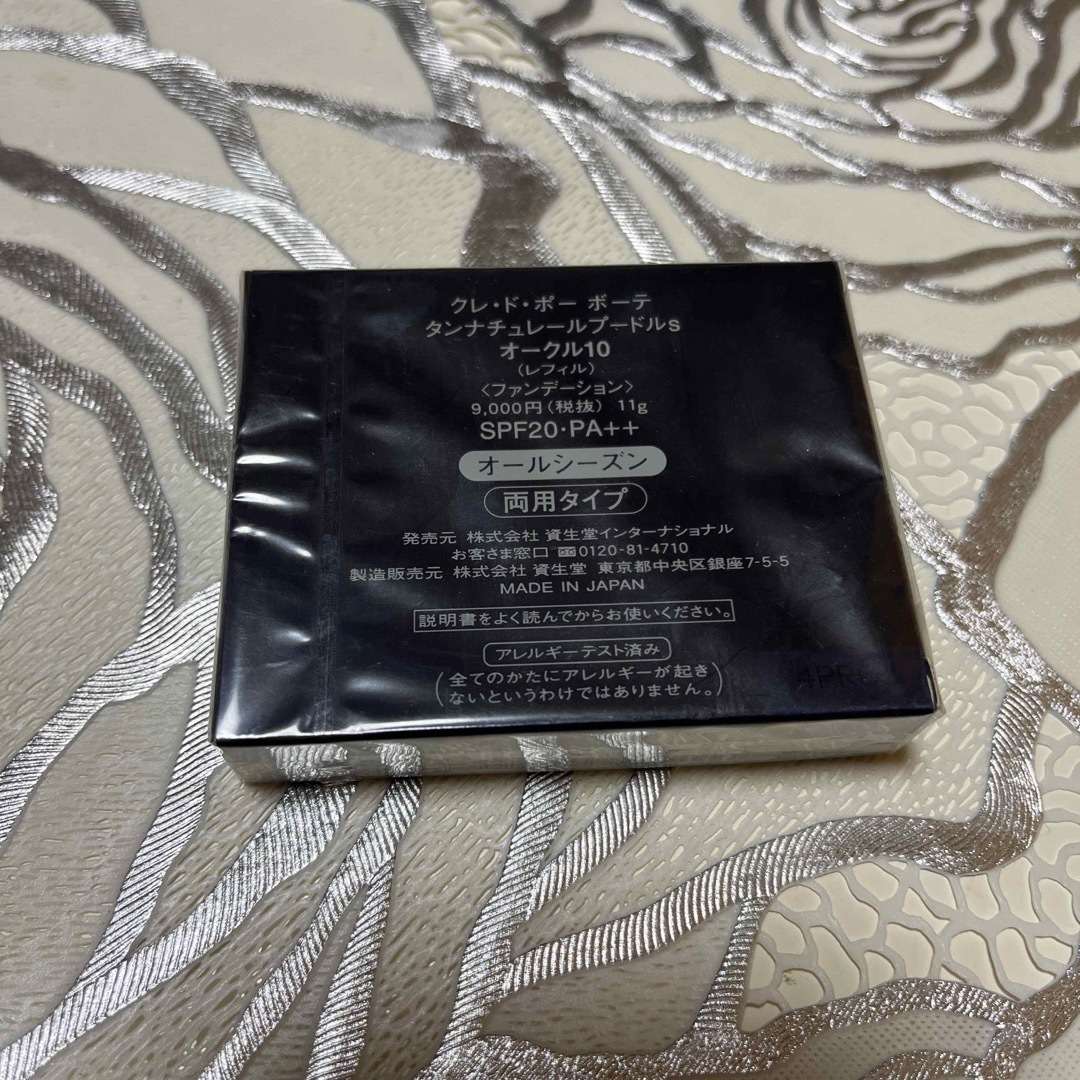 クレ・ド・ポー ボーテ
タンナチュレールプードルs
オークル10
(レフィル)
〈ファンデーション〉
9,000円(税抜) 11g
SPF20・PA++
オールシーズン
両用タイプ
発売元 株式会社 資生堂インターナショナル
お客さま窓口 0120-81-4710
製造販売元 株式会社 資生堂 東京都中央区銀座7-5-5
MADE IN JAPAN
説明書をよく読んでからお使いください。
アレルギーテスト済み
(全てのかたにアレルギーが起き
ないというわけではありません。)